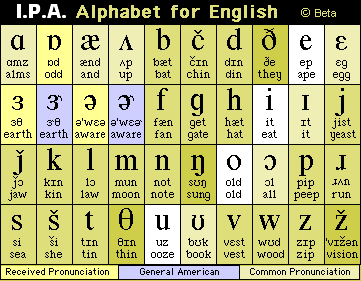 I.P.A. Alphabet for English © Beta
ɑ ɒ æ ʌ b č d ð e ɛ
ɑmz ɒd ænd ʌp bæt čɪn dɪn ðe ep ɛg
alms odd and up bat chin din they ape egg
ɜ ɝ ə ɚ f g h i ɪ j
ɜθ ɝθ ə'wɛə ə'wɛɚ fæn get hæt it ɪt jist
earth earth aware aware fan gate hat eat it yeast
ǰ k l m n ŋ o ɔ p r
ǰɔ kɪn lɔ mun not sʌŋ old ɔl pip rʌn
jaw kin law moon note sung old all peep run
s š t θ u ʊ v w z ž
si ši tɪn θɪn uz bʊk vɛst wʊd zɪp 'vɪžən
sea she tin thin ooze book vest wood zip vision
Received Pronunciation General American Common Pronunciation